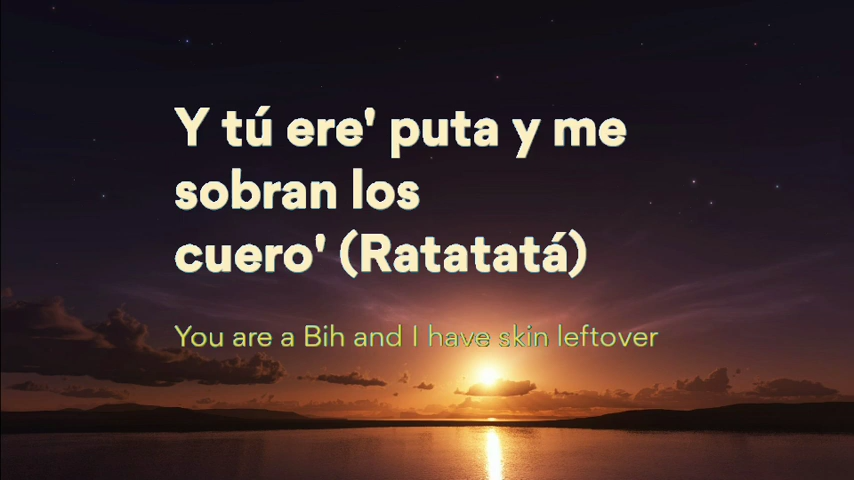 Y tú ere' puta y me
sobran los
cuero' (Ratatatá)
You are a Bih and I have skin leftover